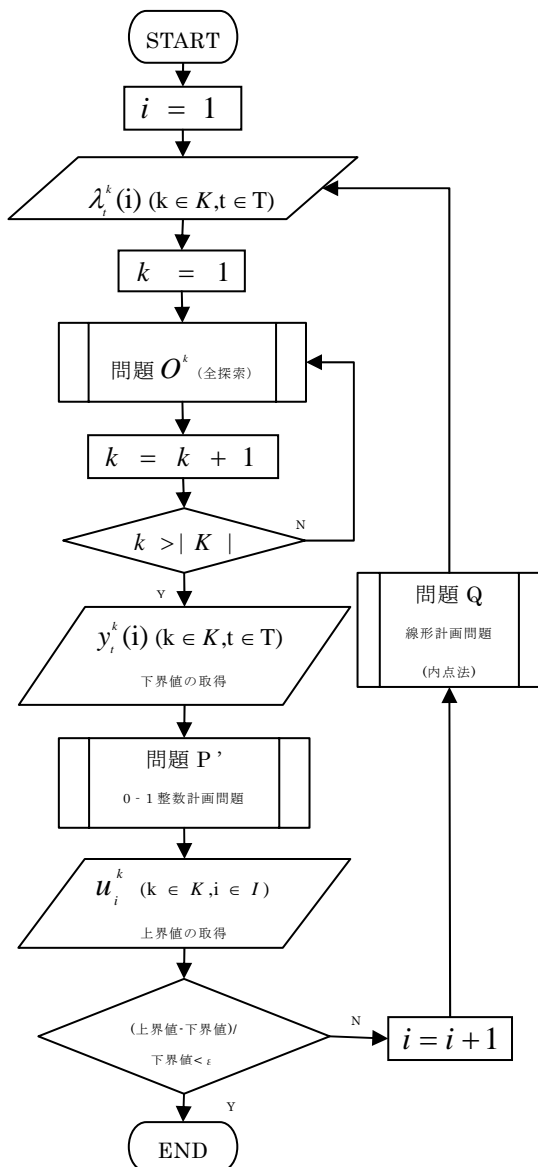 START
i = 1
λ_t^k(i) (k ∈ K,t ∈ T)
k = 1
問題 O^k (全探索)
k = k + 1
k >| K |
N
Y
y_t^k(i) (k ∈ K,t ∈ T)
下界値の取得
問題 P '
0 - 1 整数計画問題
u_i^k (k ∈ K,i ∈ I)
上界値の取得
(上界値-下界値)/
下界値< ε
N
i = i + 1
問題 Q
線形計画問題
(内点法)
Y
END